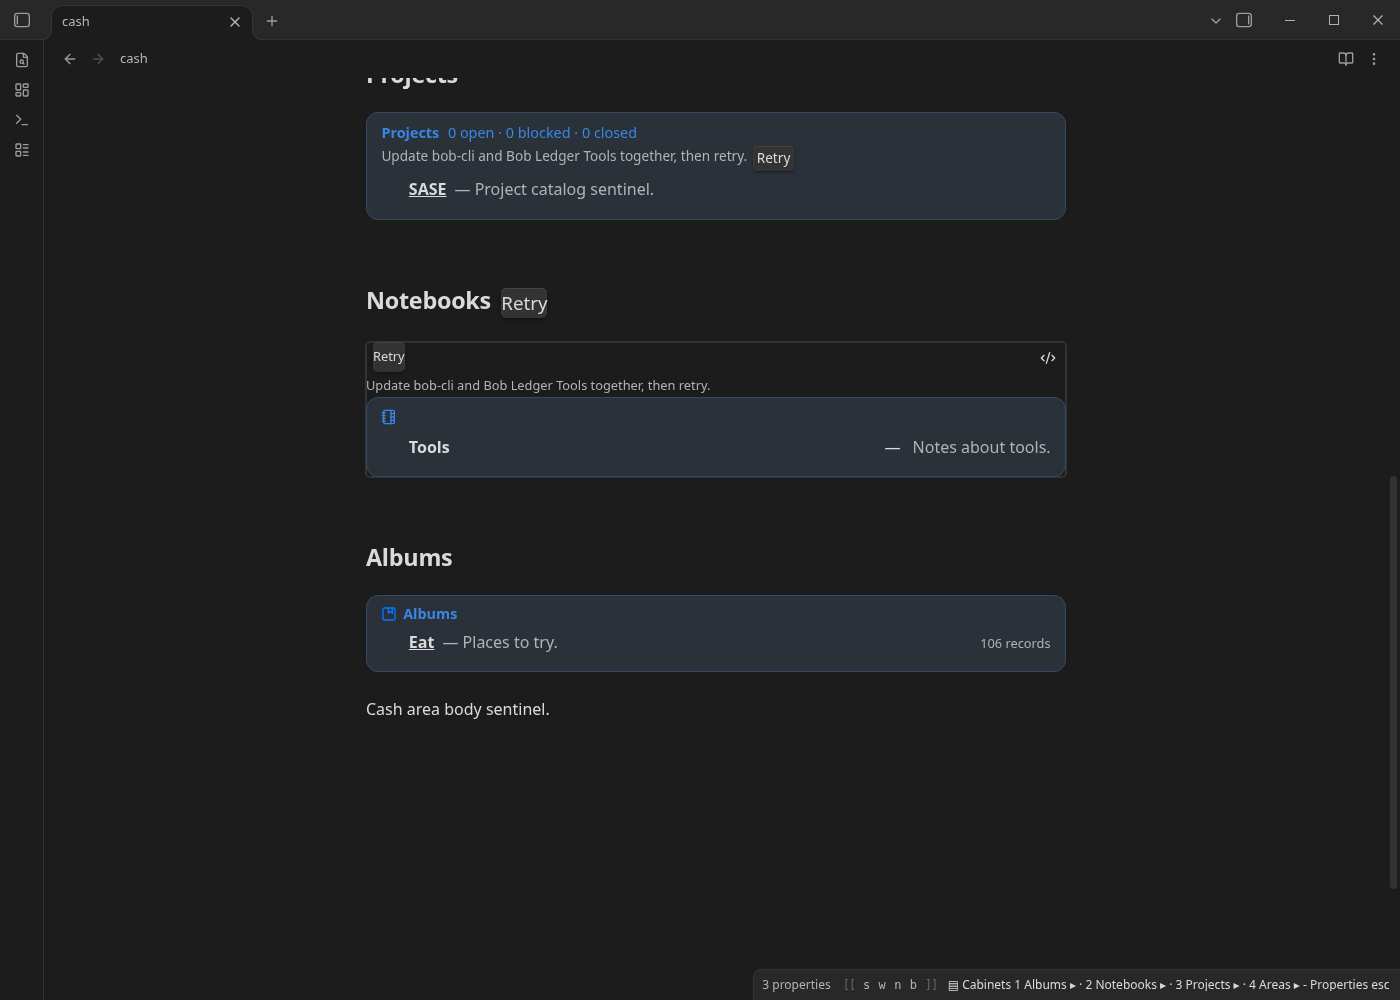 cash
cash
Projects
Projects 0 open · 0 blocked · 0 closed
Update bob-cli and Bob Ledger Tools together, then retry. Retry
SASE — Project catalog sentinel.
Notebooks Retry
Retry
Update bob-cli and Bob Ledger Tools together, then retry.
Tools — Notes about tools.
Albums
Albums
Eat — Places to try. 106 records
Cash area body sentinel.
3 properties [[ s w n b ]] ▤ Cabinets 1 Albums ▸ · 2 Notebooks ▸ · 3 Projects ▸ · 4 Areas ▸ - Properties esc